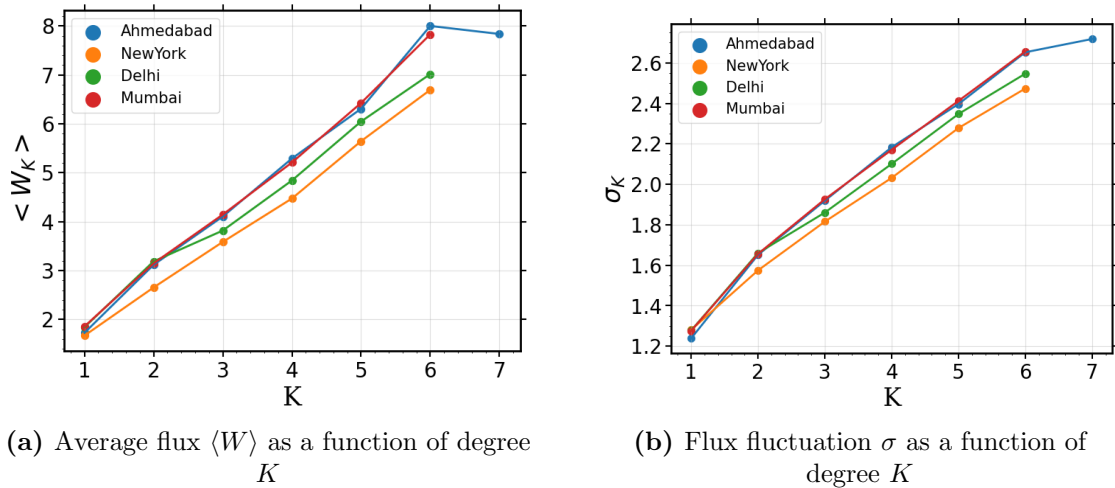 8
7
6
5
4
3
2
< W_K >
Ahmedabad
NewYork
Delhi
Mumbai
1 2 3 4 5 6 7
K
(a) Average flux ⟨W⟩ as a function of degree
K
2.6
2.4
2.2
2.0
1.8
1.6
1.4
1.2
σ_K
Ahmedabad
NewYork
Delhi
Mumbai
1 2 3 4 5 6 7
K
(b) Flux fluctuation σ as a function of
degree K